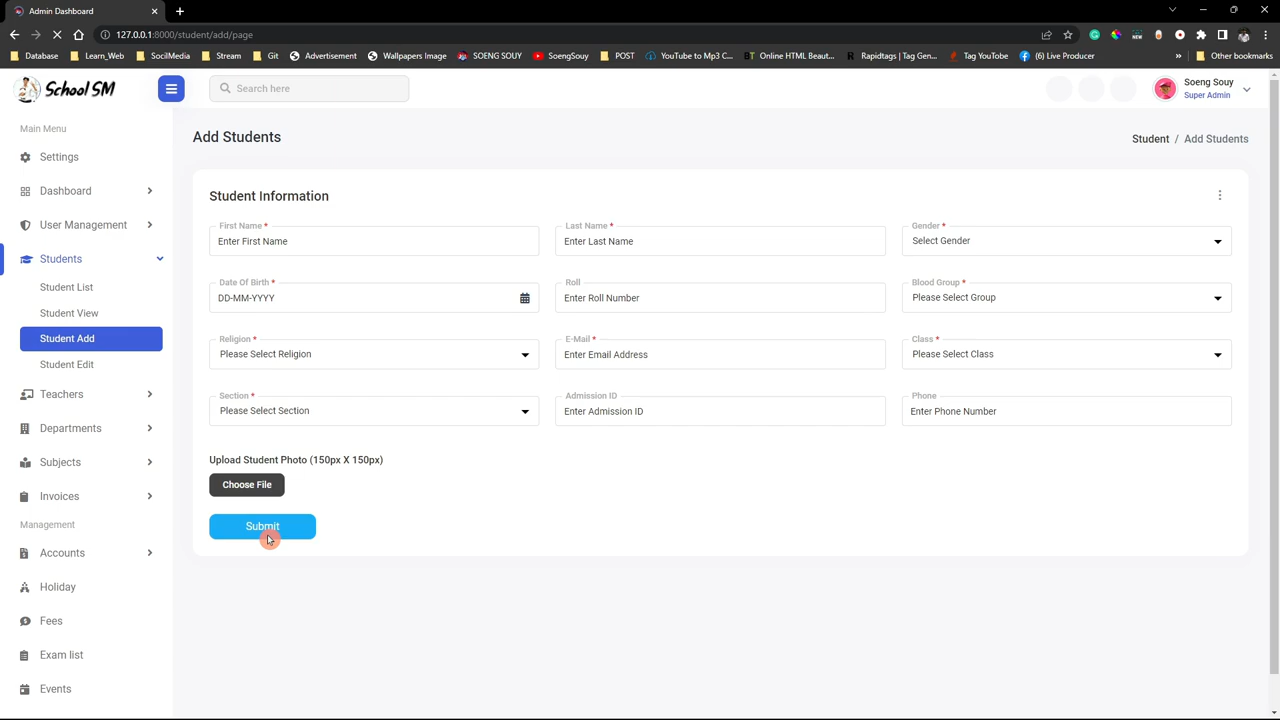 Admin Dashboard
127.0.0.1:8000/student/add/page
Database Learn_Web SocilMedia Stream Git Advertisement Wallpapers Image SOENG SOUY SoengSouy POST YouTube to Mp3 C... Online HTML Beaut... Rapidtags | Tag Gen... Tag YouTube (6) Live Producer » Other bookmarks
School SM
Search here
Soeng Souy
Super Admin
Main Menu
Settings
Dashboard
User Management
Students
Student List
Student View
Student Add
Student Edit
Teachers
Departments
Subjects
Invoices
Management
Accounts
Holiday
Fees
Exam list
Events
Add Students
Student / Add Students
Student Information
First Name *
Enter First Name
Last Name *
Enter Last Name
Gender *
Select Gender
Date Of Birth *
DD-MM-YYYY
Roll
Enter Roll Number
Blood Group *
Please Select Group
Religion *
Please Select Religion
E-Mail *
Enter Email Address
Class *
Please Select Class
Section *
Please Select Section
Admission ID
Enter Admission ID
Phone
Enter Phone Number
Upload Student Photo (150px X 150px)
Choose File
Submit